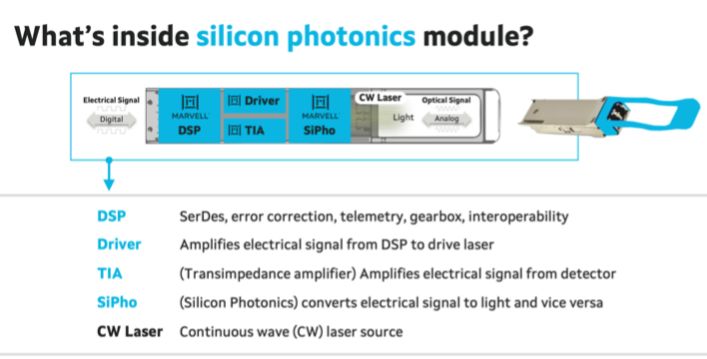 What's inside silicon photonics module?
Electrical Signal
Digital
MARVELL
DSP
Driver
TIA
MARVELL
SiPho
CW Laser
Light
Optical Signal
Analog
DSP SerDes, error correction, telemetry, gearbox, interoperability
Driver Amplifies electrical signal from DSP to drive laser
TIA (Transimpedance amplifier) Amplifies electrical signal from detector
SiPho (Silicon Photonics) converts electrical signal to light and vice versa
CW Laser Continuous wave (CW) laser source